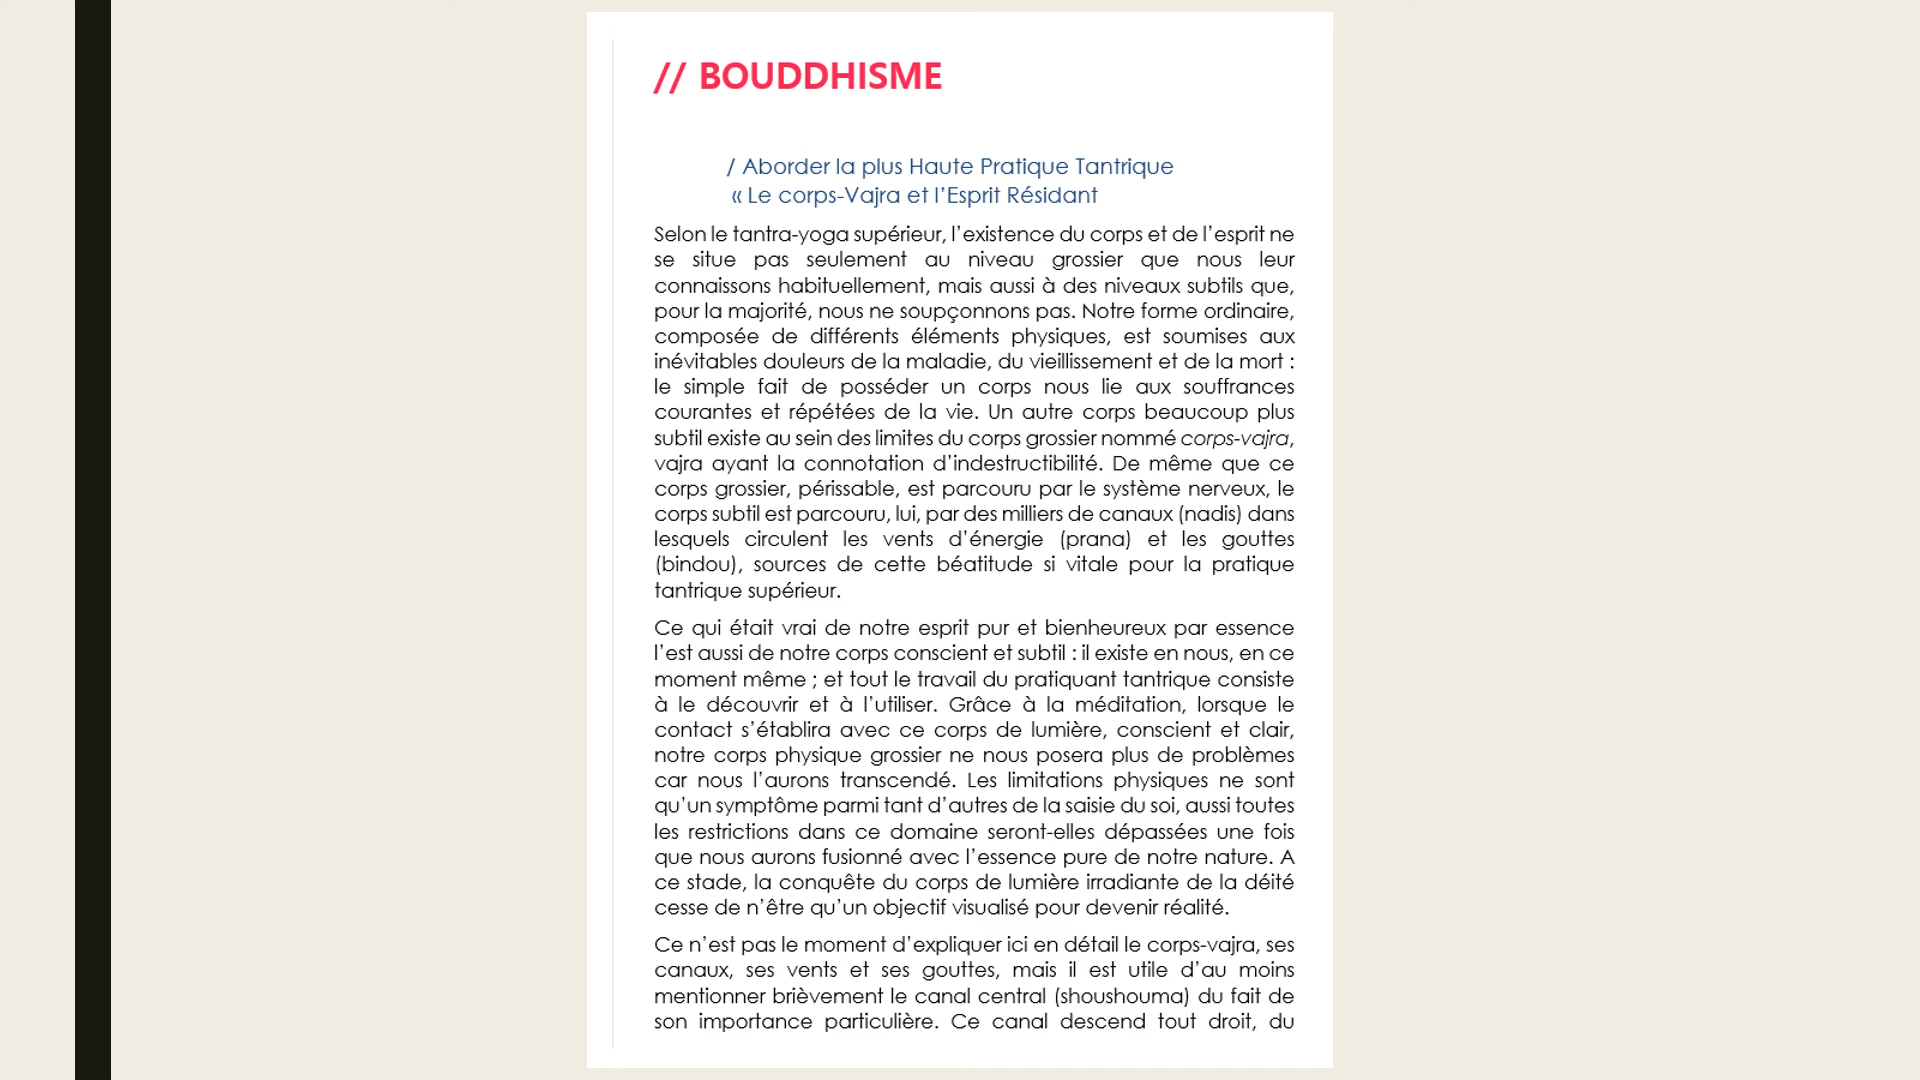 // BOUDDHISME
/ Aborder la plus Haute Pratique Tantrique
« Le corps-Vajra et l’Esprit Résidant
Selon le tantra-yoga supérieur, l’existence du corps et de l’esprit ne
se situe pas seulement au niveau grossier que nous leur
connaissons habituellement, mais aussi à des niveaux subtils que,
pour la majorité, nous ne soupçonnons pas. Notre forme ordinaire,
composée de différents éléments physiques, est soumises aux
inévitables douleurs de la maladie, du vieillissement et de la mort :
le simple fait de posséder un corps nous lie aux souffrances
courantes et répétées de la vie. Un autre corps beaucoup plus
subtil existe au sein des limites du corps grossier nommé corps-vajra,
vajra ayant la connotation d’indestructibilité. De même que ce
corps grossier, périssable, est parcouru par le système nerveux, le
corps subtil est parcouru, lui, par des milliers de canaux (nadis) dans
lesquels circulent les vents d’énergie (prana) et les gouttes
(bindou), sources de cette béatitude si vitale pour la pratique
tantrique supérieur.
Ce qui était vrai de notre esprit pur et bienheureux par essence
l’est aussi de notre corps conscient et subtil : il existe en nous, en ce
moment même ; et tout le travail du pratiquant tantrique consiste
à le découvrir et à l’utiliser. Grâce à la méditation, lorsque le
contact s’établira avec ce corps de lumière, conscient et clair,
notre corps physique grossier ne nous posera plus de problèmes
car nous l’aurons transcendé. Les limitations physiques ne sont
qu’un symptôme parmi tant d’autres de la saisie du soi, aussi toutes
les restrictions dans ce domaine seront-elles dépassées une fois
que nous aurons fusionné avec l’essence pure de notre nature. A
ce stade, la conquête du corps de lumière irradiante de la déité
cesse de n’être qu’un objectif visualisé pour devenir réalité.
Ce n’est pas le moment d’expliquer ici en détail le corps-vajra, ses
canaux, ses vents et ses gouttes, mais il est utile d’au moins
mentionner brièvement le canal central (shoushouma) du fait de
son importance particulière. Ce canal descend tout droit, du